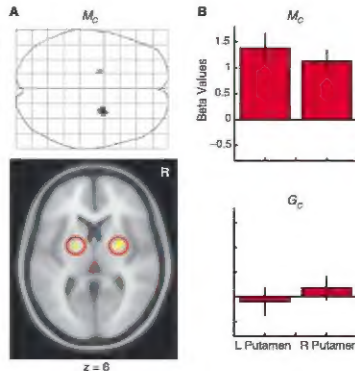 A
M_C
R
z = 6
B
M_C
Beta Values
1.5
1
0.5
0
−0.5
G_C
L Putamen R Putamen